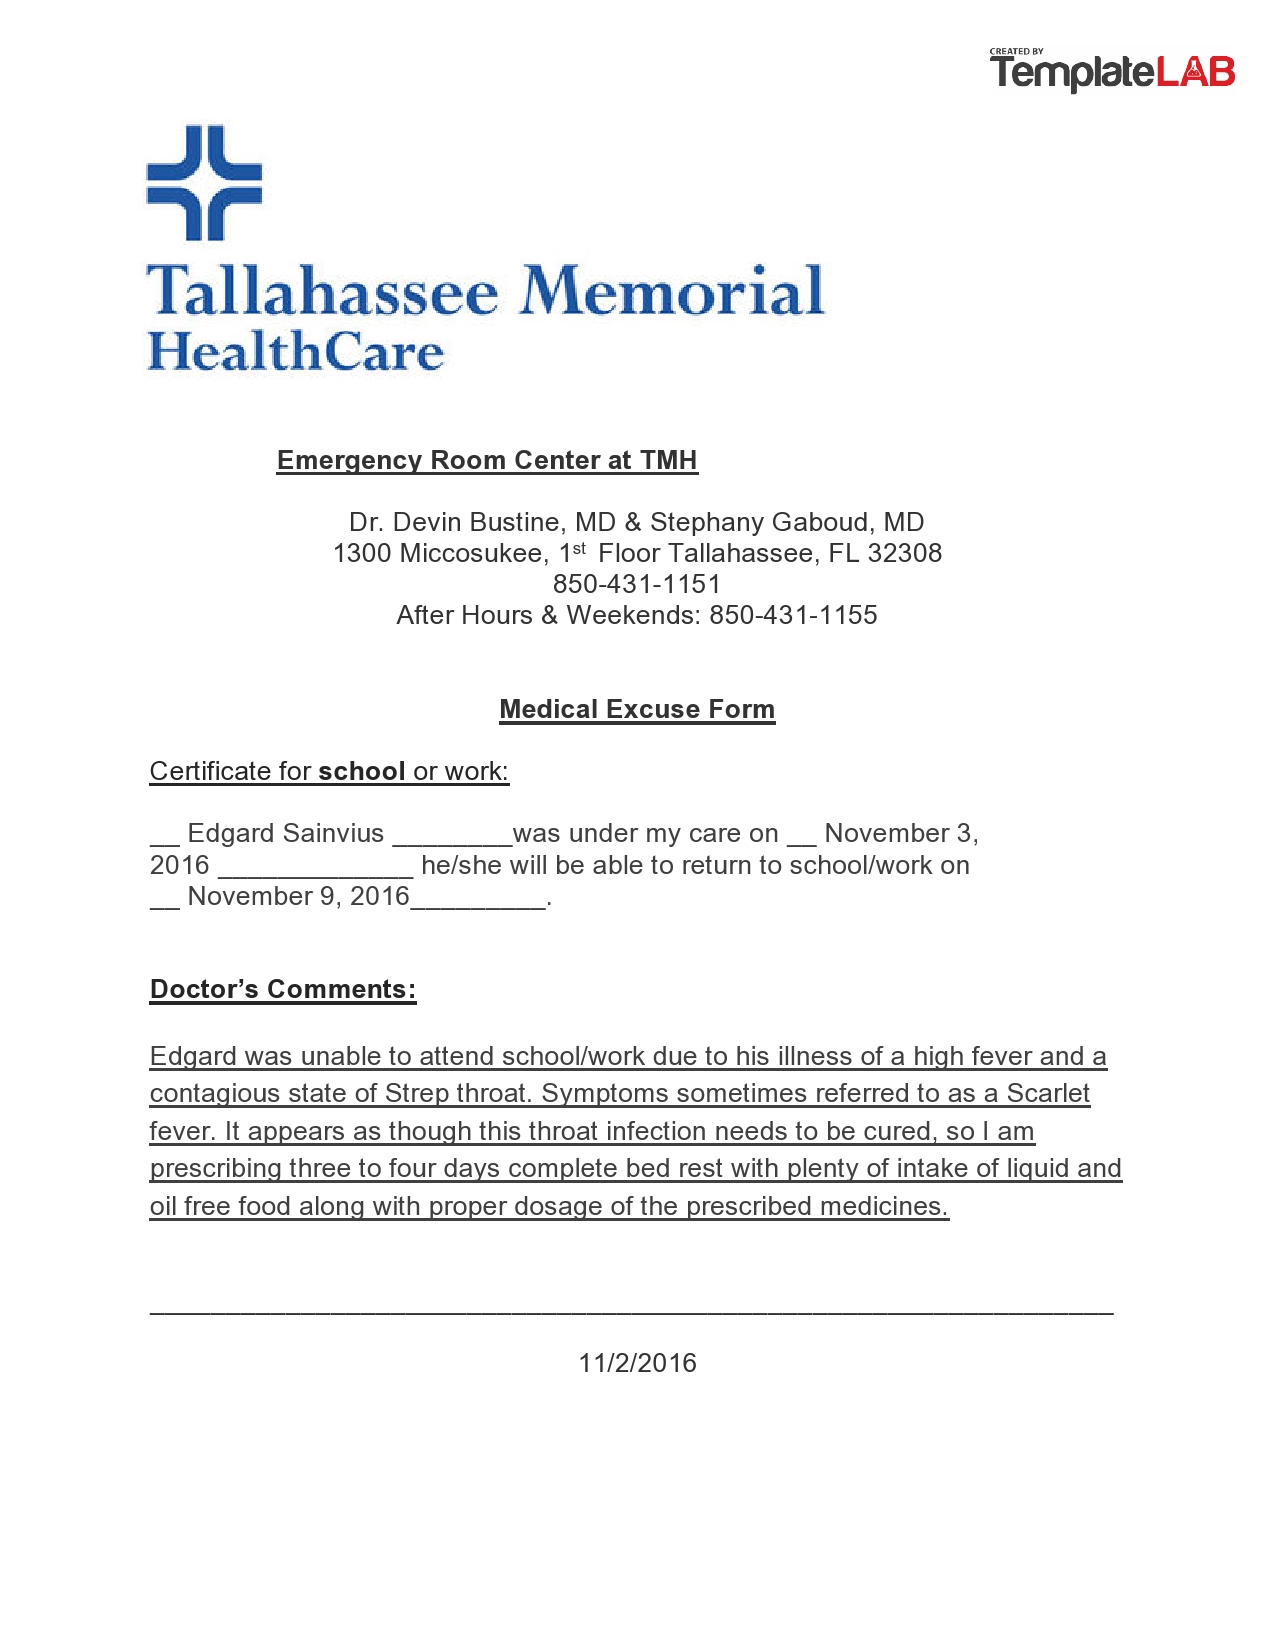 CREATED BY
TemplateLAB
Tallahassee Memorial
HealthCare
Emergency Room Center at TMH
Dr. Devin Bustine, MD & Stephany Gaboud, MD
1300 Miccosukee, 1st Floor Tallahassee, FL 32308
850-431-1151
After Hours & Weekends: 850-431-1155
Medical Excuse Form
Certificate for school or work:
__ Edgard Sainvius ________was under my care on __ November 3,
2016 _____________ he/she will be able to return to school/work on
__ November 9, 2016_________.
Doctor’s Comments:
Edgard was unable to attend school/work due to his illness of a high fever and a
contagious state of Strep throat. Symptoms sometimes referred to as a Scarlet
fever. It appears as though this throat infection needs to be cured, so I am
prescribing three to four days complete bed rest with plenty of intake of liquid and
oil free food along with proper dosage of the prescribed medicines.
________________________________________________________________
11/2/2016